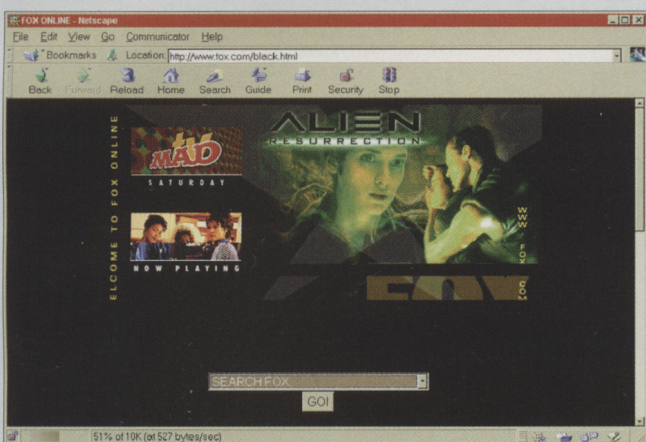 FOX ONLINE - Netscape
File Edit View Go Communicator Help
Bookmarks Location: http://www.fox.com/black.html
Back Forward Reload Home Search Guide Print Security Stop
ELCOME TO FOX ONLINE
MAD
TV
SATURDAY
ALIEN
RESURRECTION
NOW PLAYING
WWW FOX COM
FOX
SEARCH FOX
GO!
51% of 10K (at 527 bytes/sec)